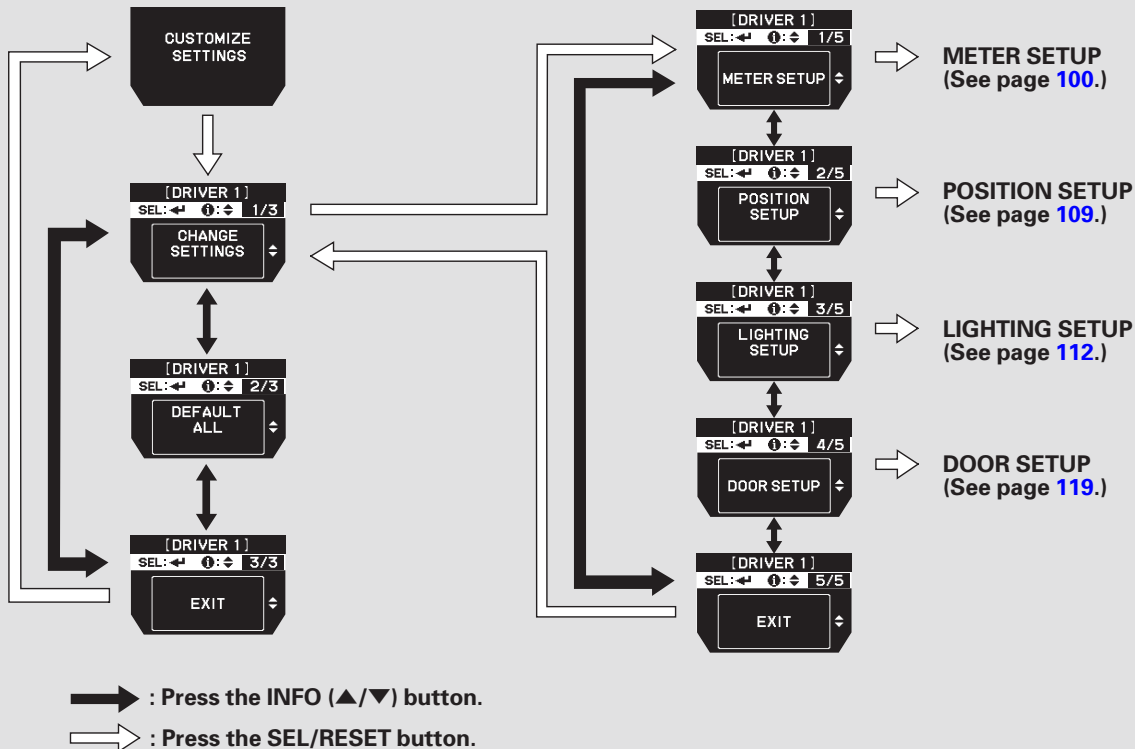 CUSTOMIZE
SETTINGS
[DRIVER 1]
SEL:↵ ℹ:⬍ 1/3
CHANGE
SETTINGS
[DRIVER 1]
SEL:↵ ℹ:⬍ 2/3
DEFAULT
ALL
[DRIVER 1]
SEL:↵ ℹ:⬍ 3/3
EXIT
[DRIVER 1]
SEL:↵ ℹ:⬍ 1/5
METER SETUP
METER SETUP
(See page 100.)
[DRIVER 1]
SEL:↵ ℹ:⬍ 2/5
POSITION
SETUP
POSITION SETUP
(See page 109.)
[DRIVER 1]
SEL:↵ ℹ:⬍ 3/5
LIGHTING
SETUP
LIGHTING SETUP
(See page 112.)
[DRIVER 1]
SEL:↵ ℹ:⬍ 4/5
DOOR SETUP
DOOR SETUP
(See page 119.)
[DRIVER 1]
SEL:↵ ℹ:⬍ 5/5
EXIT
: Press the INFO (▲/▼) button.
: Press the SEL/RESET button.